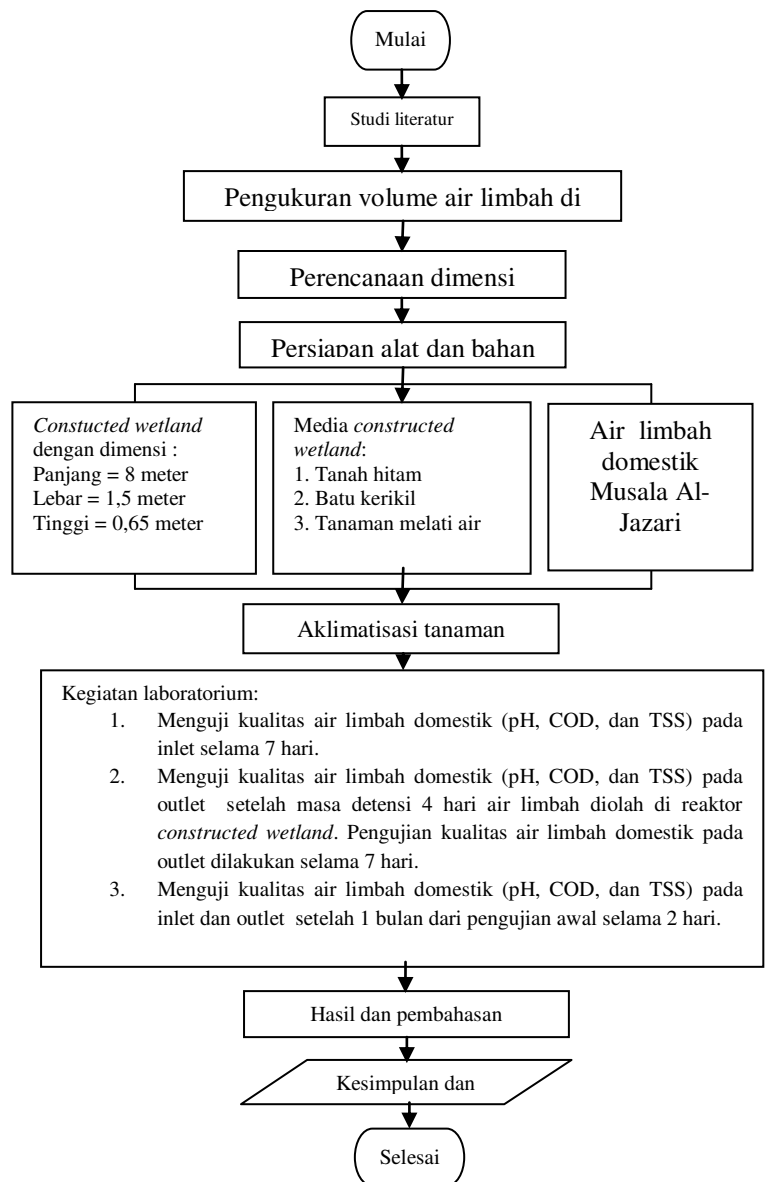 Mulai
Studi literatur
Pengukuran volume air limbah di
Perencanaan dimensi
Persiapan alat dan bahan
Constucted wetland
dengan dimensi :
Panjang = 8 meter
Lebar = 1,5 meter
Tinggi = 0,65 meter
Media constructed
wetland:
1. Tanah hitam
2. Batu kerikil
3. Tanaman melati air
Air limbah
domestik
Musala Al-
Jazari
Aklimatisasi tanaman
Kegiatan laboratorium:
1. Menguji kualitas air limbah domestik (pH, COD, dan TSS) pada
inlet selama 7 hari.
2. Menguji kualitas air limbah domestik (pH, COD, dan TSS) pada
outlet setelah masa detensi 4 hari air limbah diolah di reaktor
constructed wetland. Pengujian kualitas air limbah domestik pada
outlet dilakukan selama 7 hari.
3. Menguji kualitas air limbah domestik (pH, COD, dan TSS) pada
inlet dan outlet setelah 1 bulan dari pengujian awal selama 2 hari.
Hasil dan pembahasan
Kesimpulan dan
Selesai